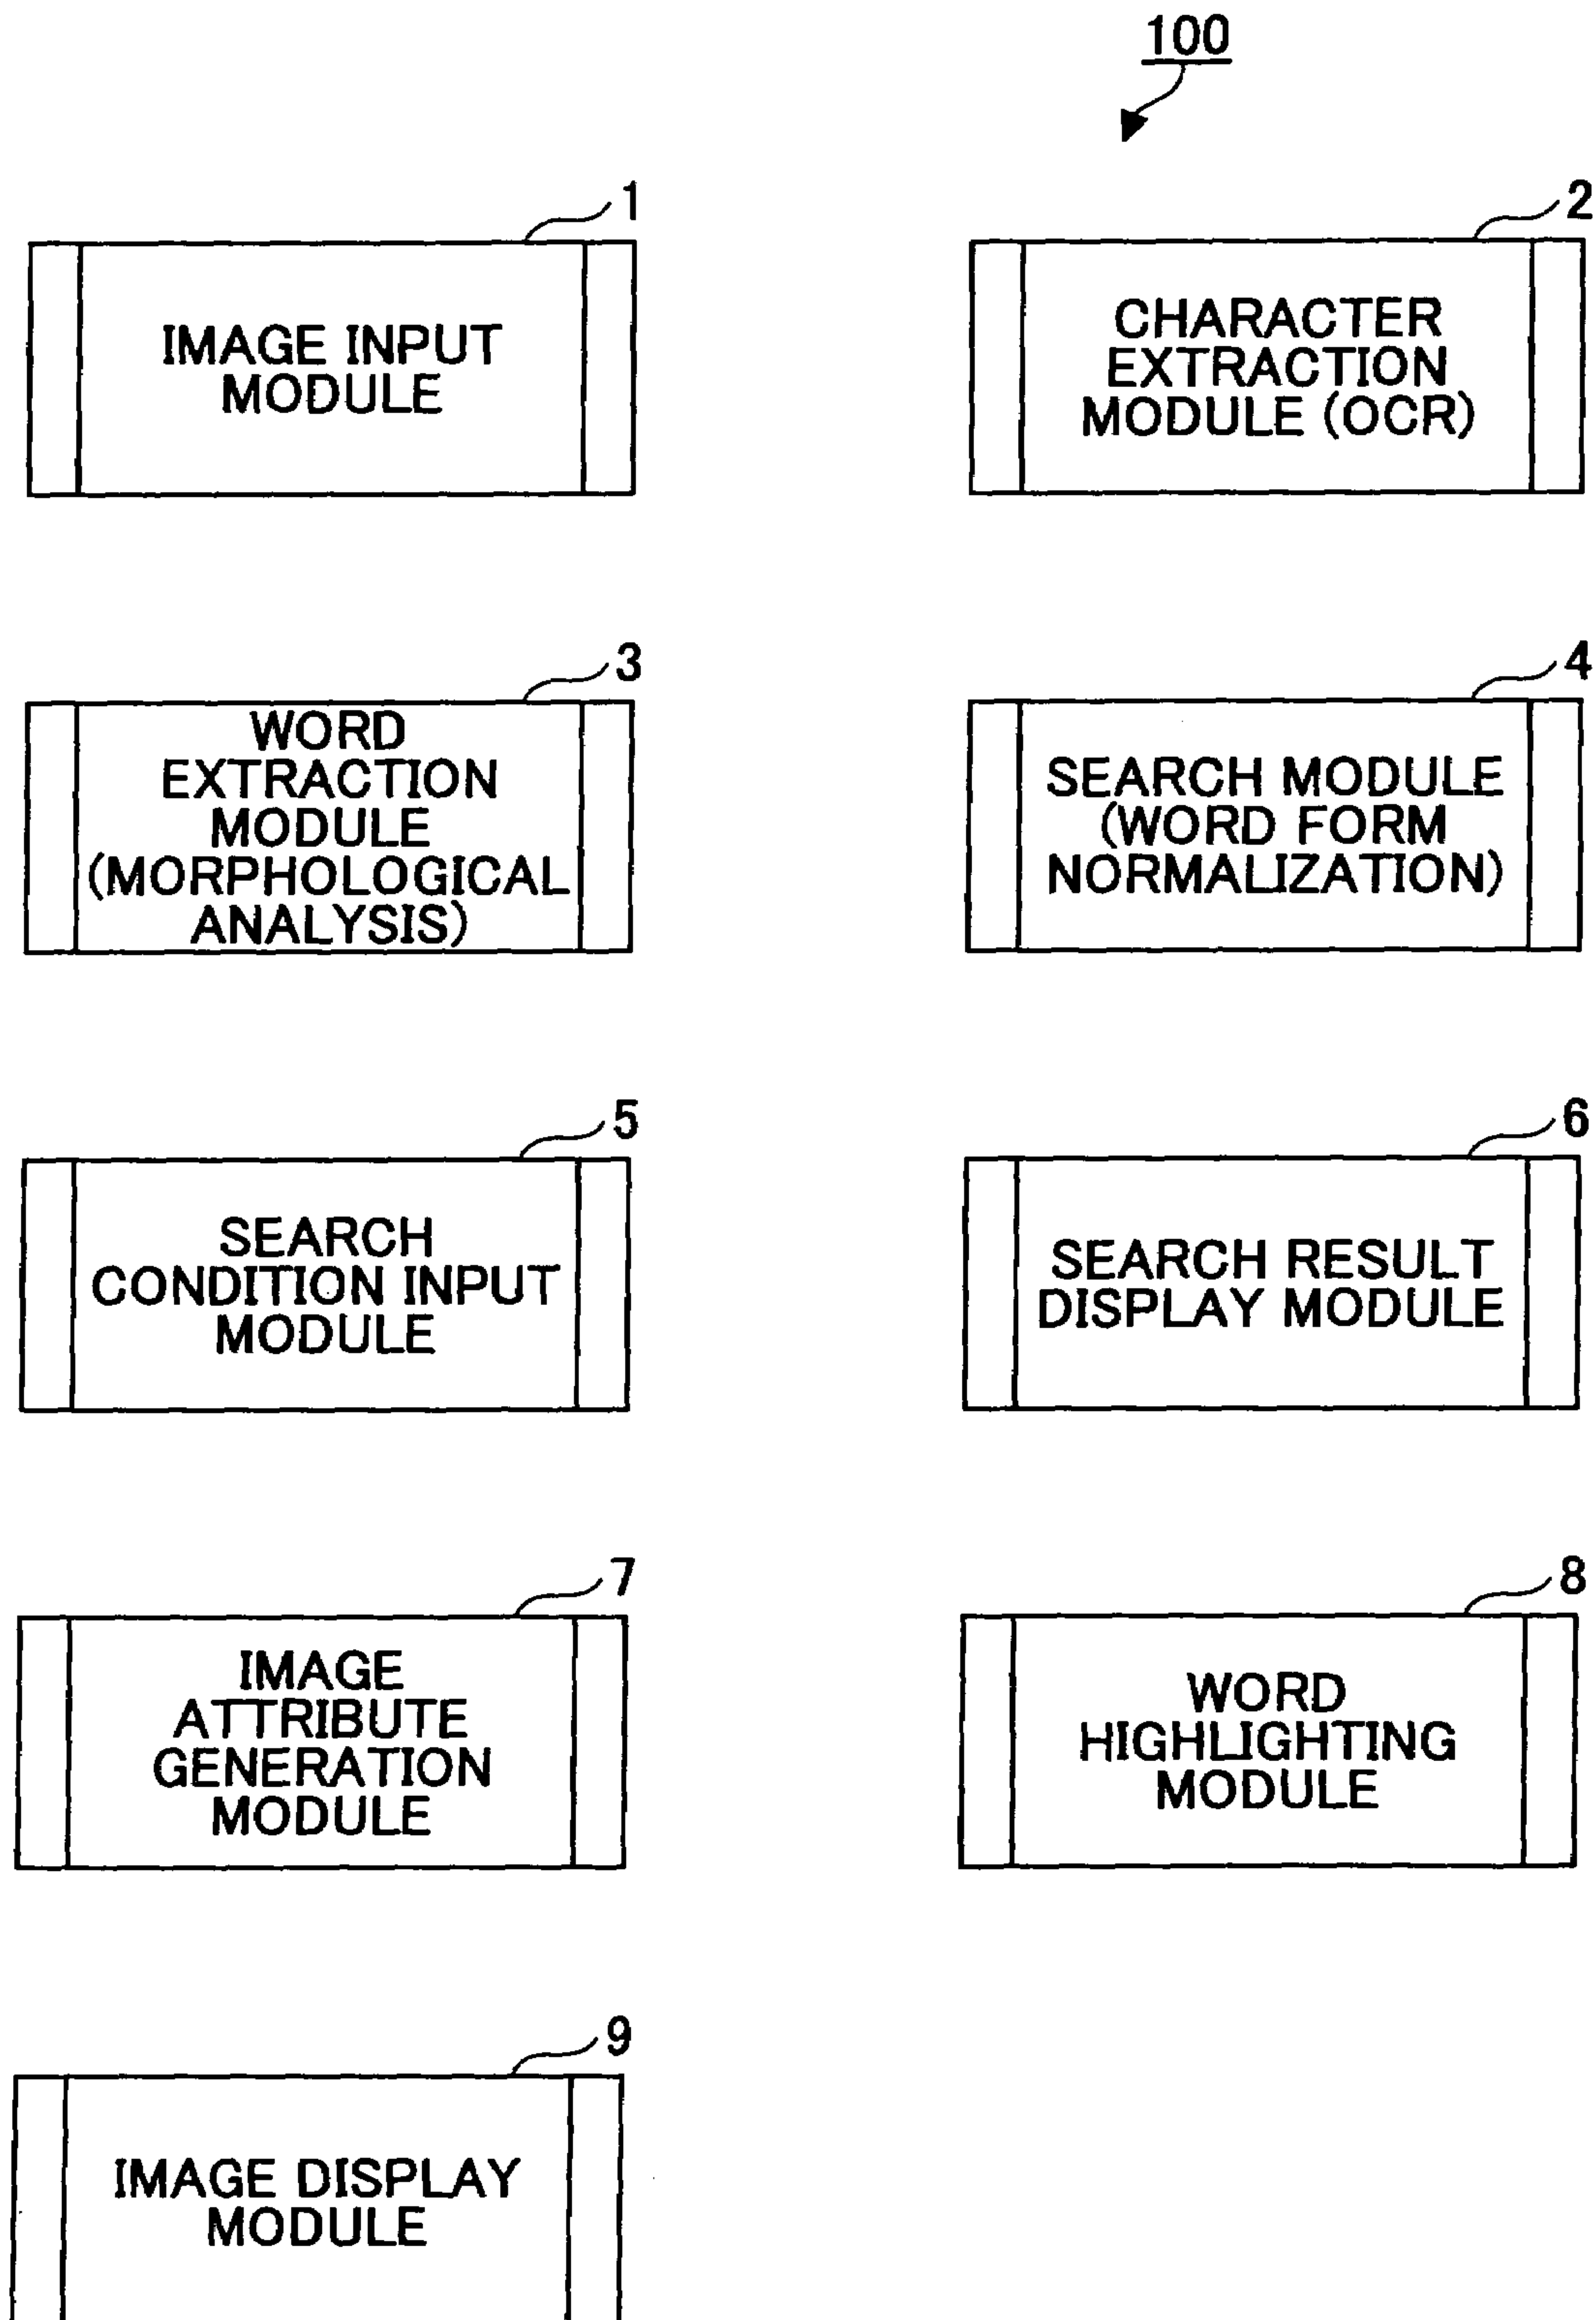 100
1
IMAGE INPUT
MODULE
2
CHARACTER
EXTRACTION
MODULE (OCR)
3
WORD
EXTRACTION
MODULE
(MORPHOLOGICAL
ANALYSIS)
4
SEARCH MODULE
(WORD FORM
NORMALIZATION)
5
SEARCH
CONDITION INPUT
MODULE
6
SEARCH RESULT
DISPLAY MODULE
7
IMAGE
ATTRIBUTE
GENERATION
MODULE
8
WORD
HIGHLIGHTING
MODULE
9
IMAGE DISPLAY
MODULE